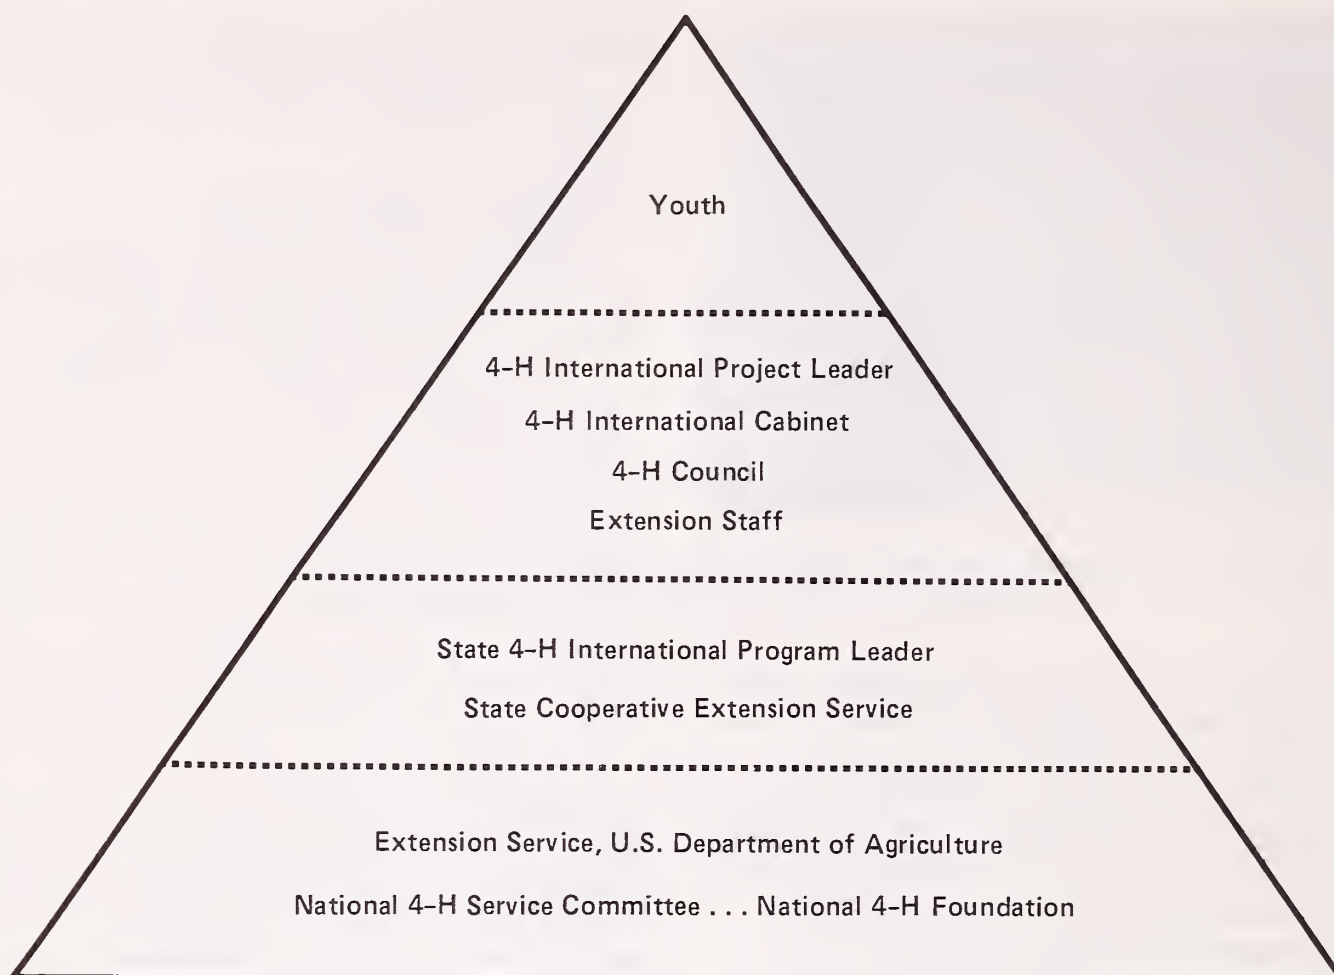 Youth
4-H International Project Leader
4-H International Cabinet
4-H Council
Extension Staff
State 4-H International Program Leader
State Cooperative Extension Service
Extension Service, U.S. Department of Agriculture
National 4-H Service Committee . . . National 4-H Foundation